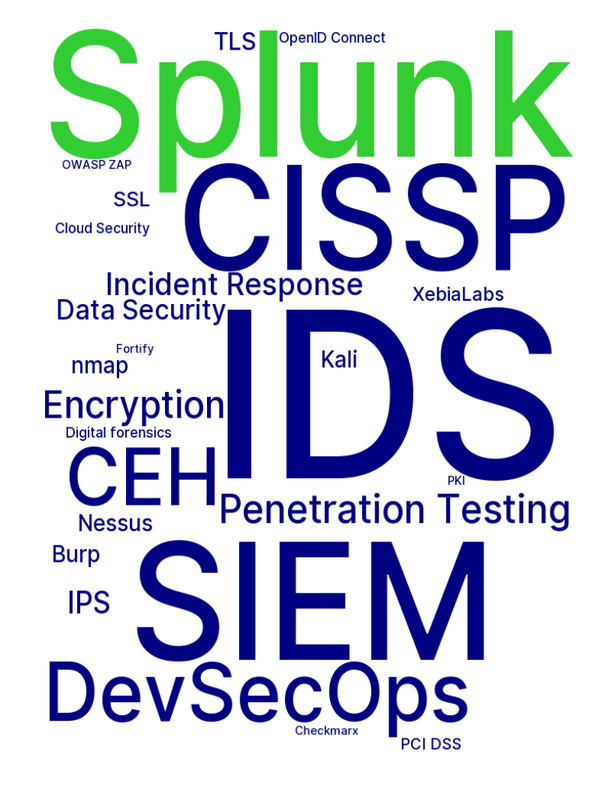 TLS
OpenID Connect
Splunk
OWASP ZAP
CISSP
SSL
Cloud Security
Incident Response
XebiaLabs
Data Security
IDS
Fortify
Kali
nmap
Encryption
Digital forensics
CEH
PKI
Penetration Testing
Nessus
Burp
SIEM
IPS
DevSecOps
Checkmarx
PCI DSS